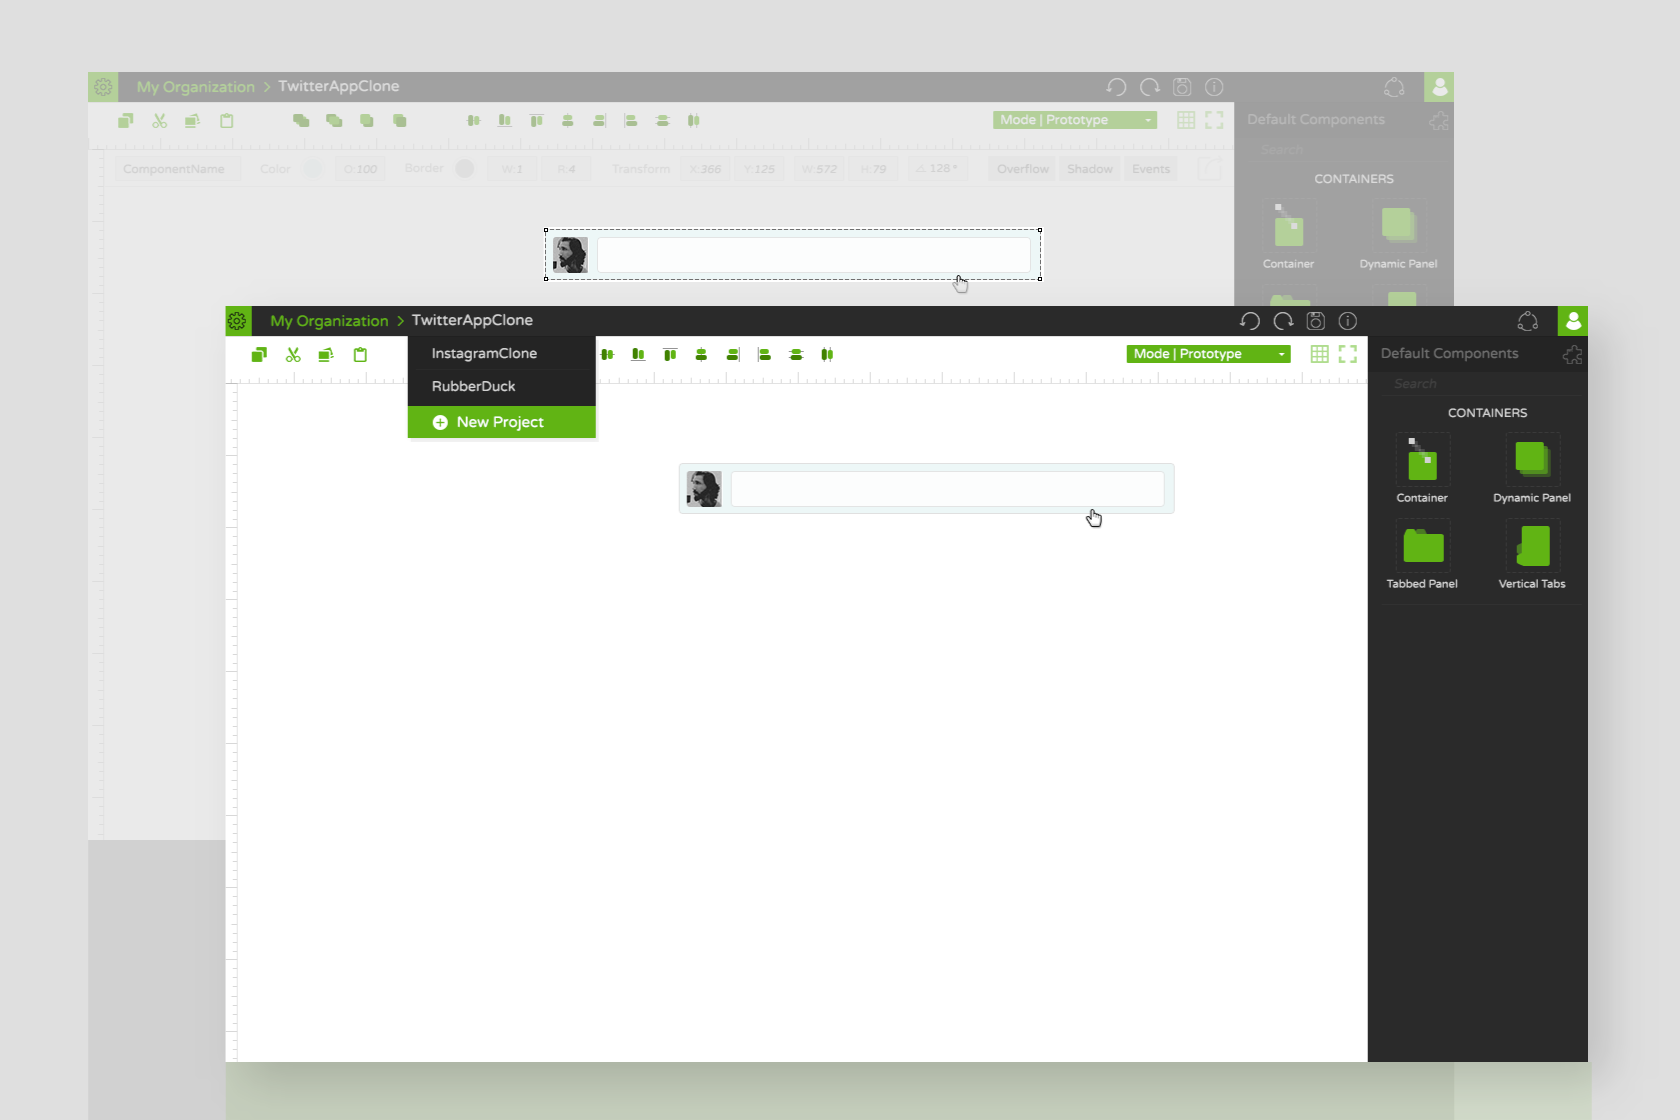 My Organization > TwitterAppClone
Mode | Prototype
Default Components
Search
ComponentName Color O:100 Border W:1 R:4 Transform X:366 Y:125 W:572 H:79 128° Overflow Shadow Events
CONTAINERS
Container Dynamic Panel
My Organization > TwitterAppClone
InstagramClone
RubberDuck
New Project
Mode | Prototype
Default Components
Search
CONTAINERS
Container Dynamic Panel
Tabbed Panel Vertical Tabs